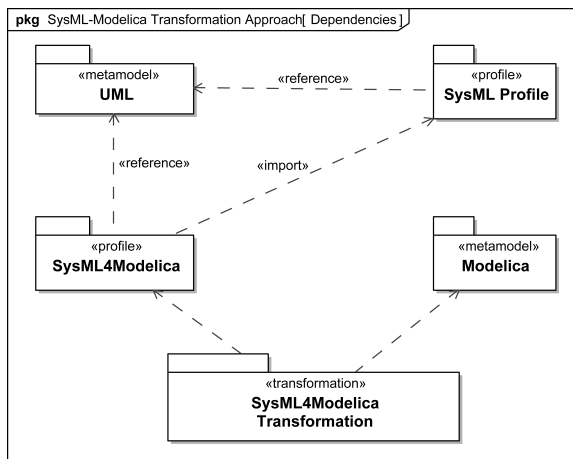 pkg SysML-Modelica Transformation Approach[ Dependencies]
«metamodel»
UML
«reference»
«profile»
SysML Profile
«reference»
«import»
«profile»
SysML4Modelica
«metamodel»
Modelica
«transformation»
SysML4Modelica
Transformation